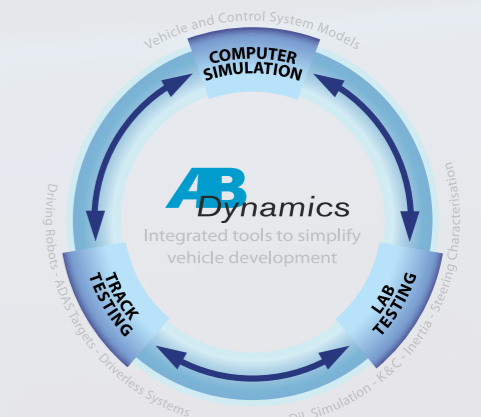 Vehicle and Control System Models
COMPUTER
SIMULATION
AB
Dynamics
Integrated tools to simplify
vehicle development
TRACK
TESTING
LAB
TESTING
Driving Robots - ADAS Targets - Driverless Systems
DiL Simulation - K&C - Inertia - Steering Characterisation